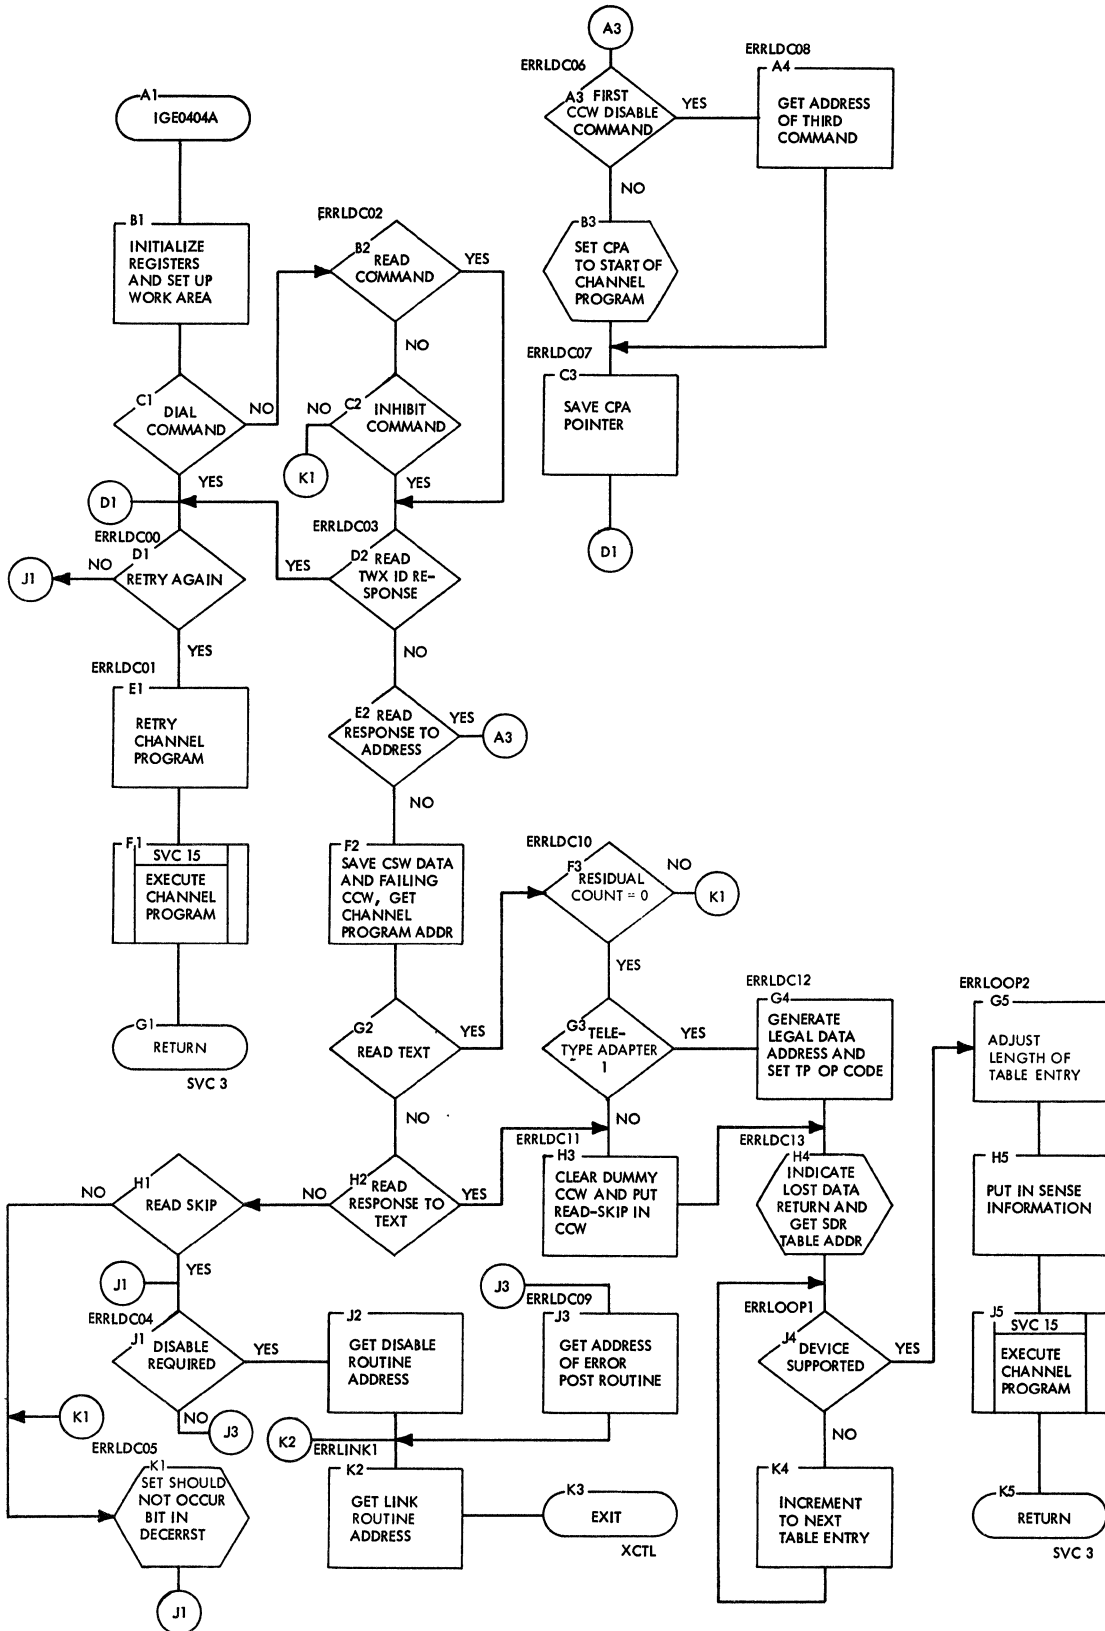 A1
IGE0404A
B1
INITIALIZE
REGISTERS
AND SET UP
WORK AREA
C1
DIAL
COMMAND
NO
YES
D1
ERRLDC00
D1
RETRY AGAIN
NO
J1
YES
ERRLDC01
E1
RETRY
CHANNEL
PROGRAM
F1
SVC 15
EXECUTE
CHANNEL
PROGRAM
G1
RETURN
SVC 3
H1
READ SKIP
NO
YES
J1
ERRLDC04
J1
DISABLE
REQUIRED
YES
NO
J3
K1
ERRLDC05
K1
SET SHOULD
NOT OCCUR
BIT IN
DECERRST
J1
ERRLDC02
B2
READ
COMMAND
YES
NO
C2
INHIBIT
COMMAND
NO
K1
YES
ERRLDC03
D2
READ
TWX ID RE-
SPONSE
YES
NO
E2
READ
RESPONSE TO
ADDRESS
YES
A3
NO
F2
SAVE CSW DATA
AND FAILING
CCW, GET
CHANNEL
PROGRAM ADDR
G2
READ TEXT
YES
NO
H2
READ
RESPONSE TO
TEXT
NO
YES
J2
GET DISABLE
ROUTINE
ADDRESS
K2
ERRLINK1
K2
GET LINK
ROUTINE
ADDRESS
A3
ERRLDC06
A3
FIRST
CCW DISABLE
COMMAND
YES
NO
B3
SET CPA
TO START OF
CHANNEL
PROGRAM
ERRLDC07
C3
SAVE CPA
POINTER
D1
ERRLDC10
F3
RESIDUAL
COUNT = 0
NO
K1
YES
G3
TELE-
TYPE ADAPTER
1
YES
NO
ERRLDC11
H3
CLEAR DUMMY
CCW AND PUT
READ-SKIP IN
CCW
J3
ERRLDC09
J3
GET ADDRESS
OF ERROR
POST ROUTINE
K3
EXIT
XCTL
ERRLDC08
A4
GET ADDRESS
OF THIRD
COMMAND
ERRLDC12
G4
GENERATE
LEGAL DATA
ADDRESS AND
SET TP OP CODE
ERRLDC13
H4
INDICATE
LOST DATA
RETURN AND
GET SDR
TABLE ADDR
ERRLOOP1
J4
DEVICE
SUPPORTED
YES
NO
K4
INCREMENT
TO NEXT
TABLE ENTRY
ERRLOOP2
G5
ADJUST
LENGTH OF
TABLE ENTRY
H5
PUT IN SENSE
INFORMATION
J5
SVC 15
EXECUTE
CHANNEL
PROGRAM
K5
RETURN
SVC 3